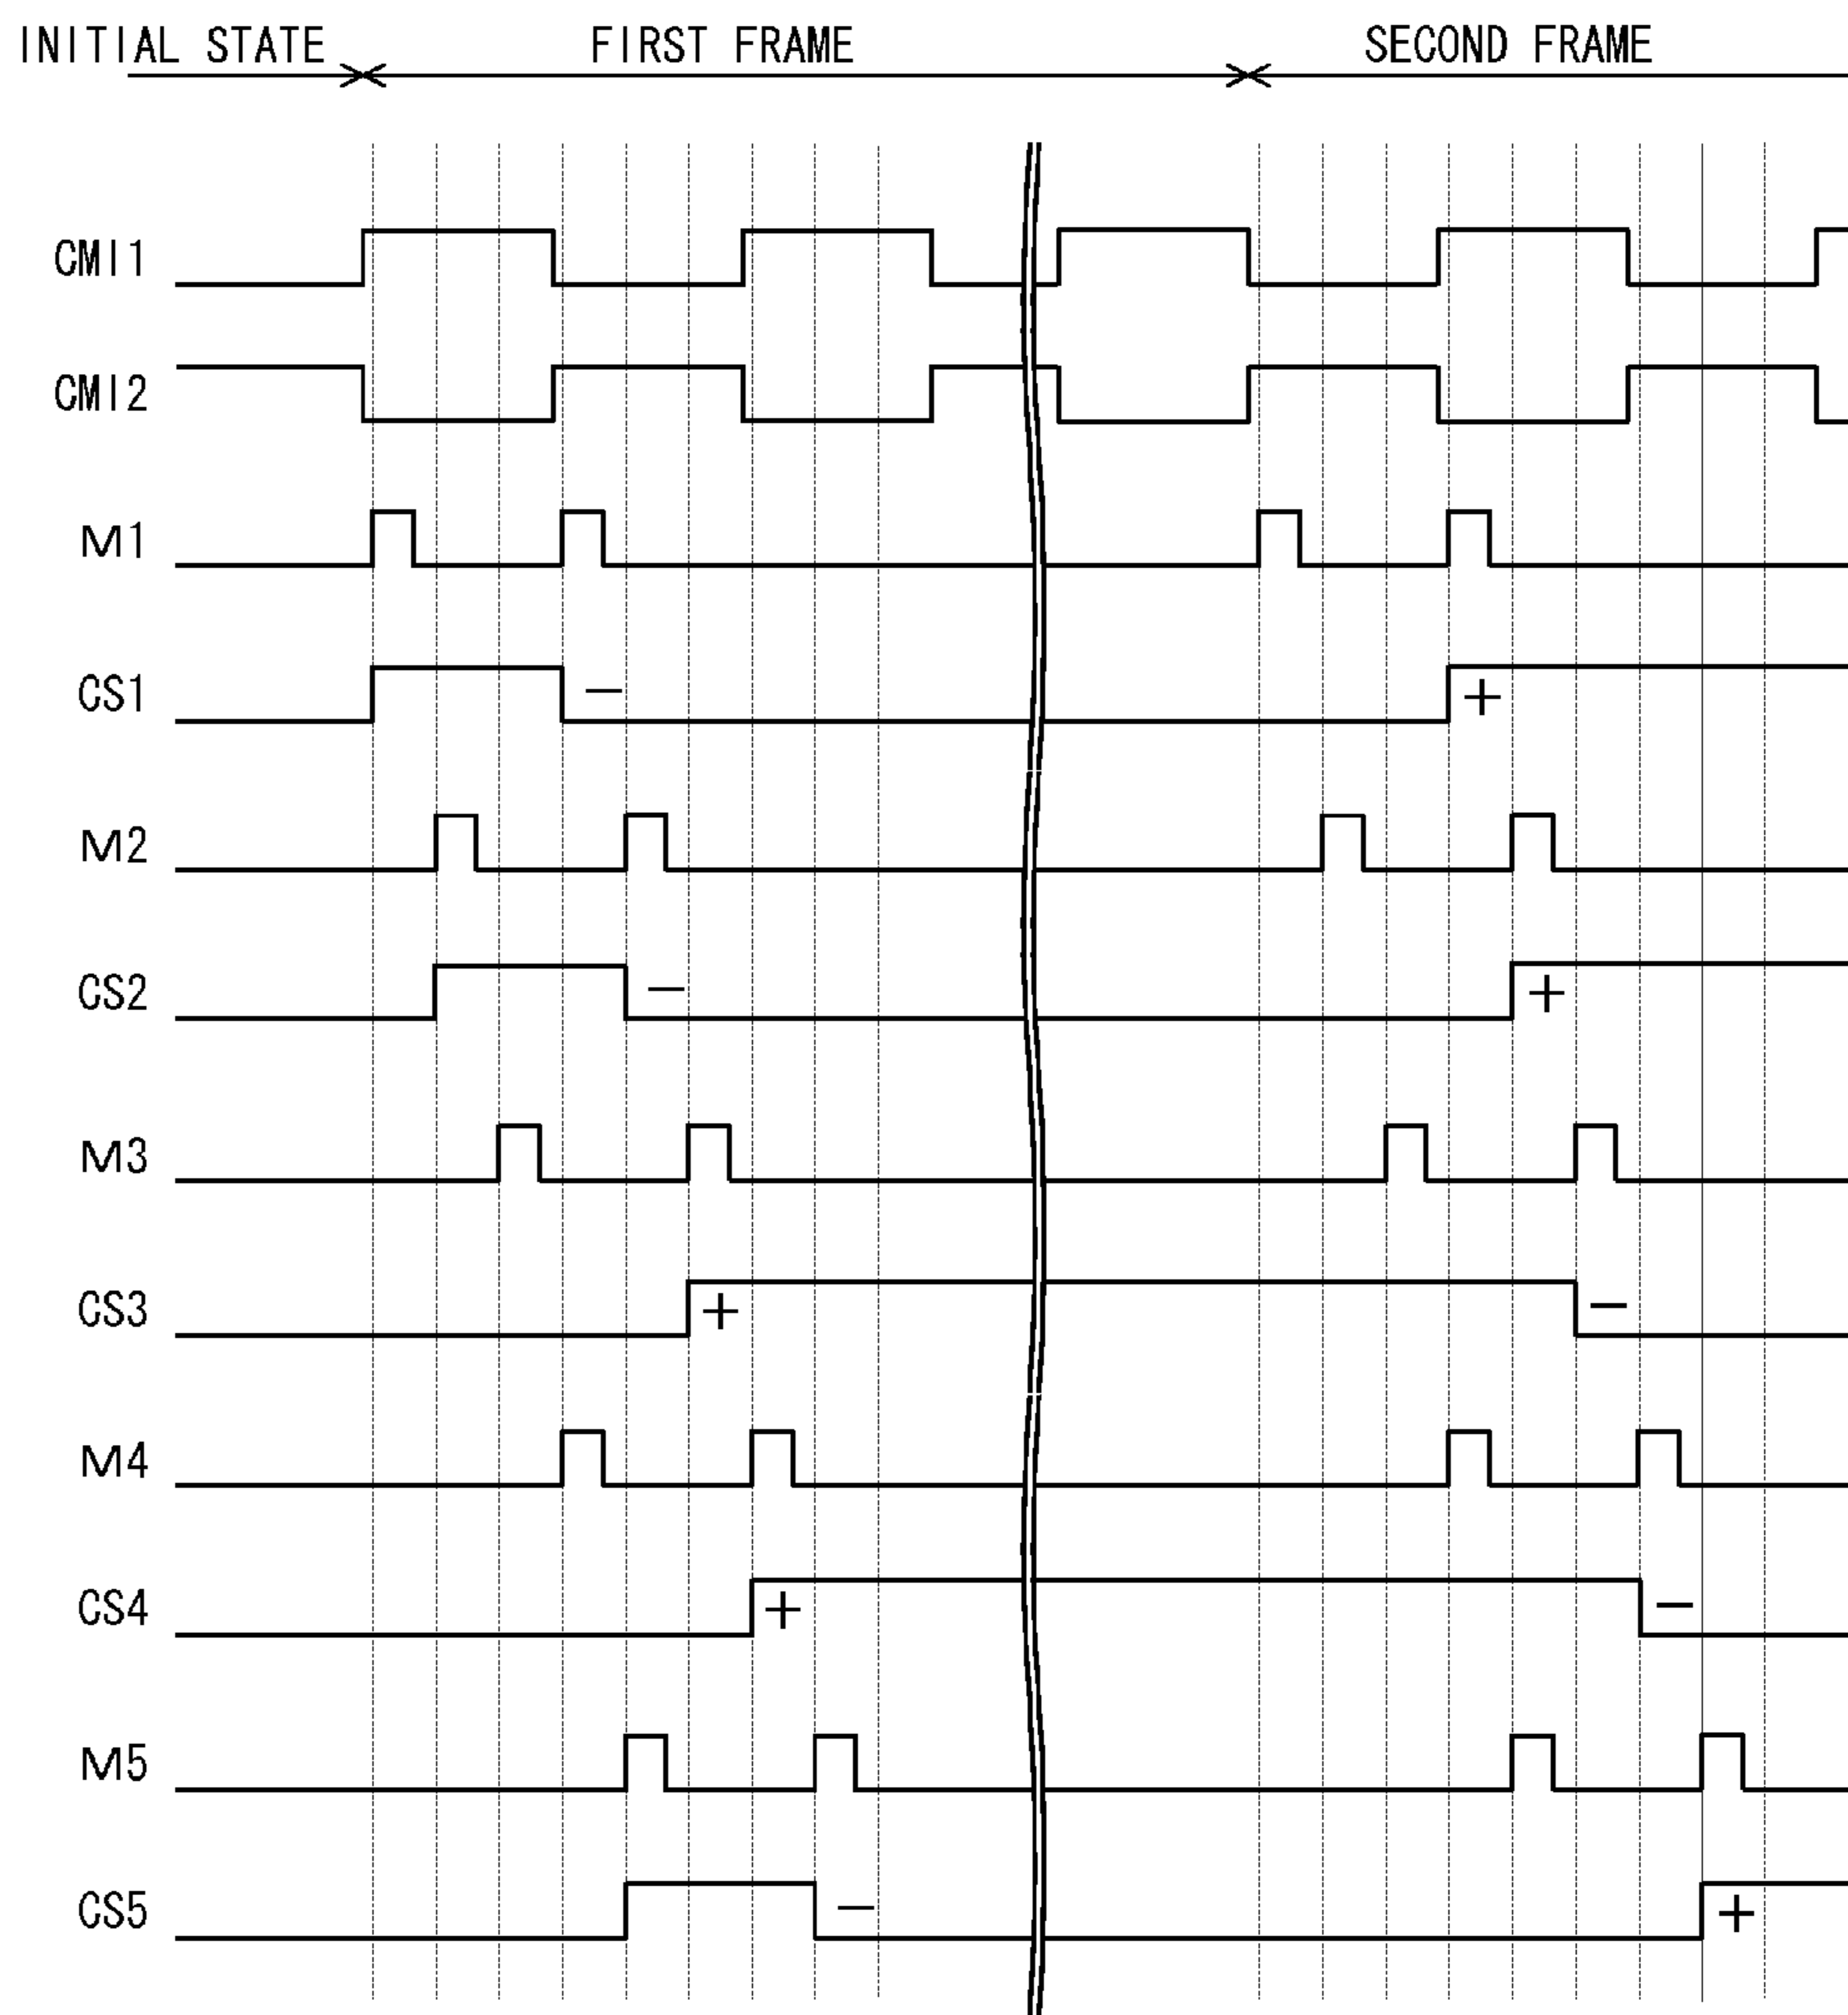 INITIAL STATE FIRST FRAME SECOND FRAME
CMI1
CMI2
M1
CS1 − +
M2
CS2 − +
M3
CS3 + −
M4
CS4 + −
M5
CS5 − +